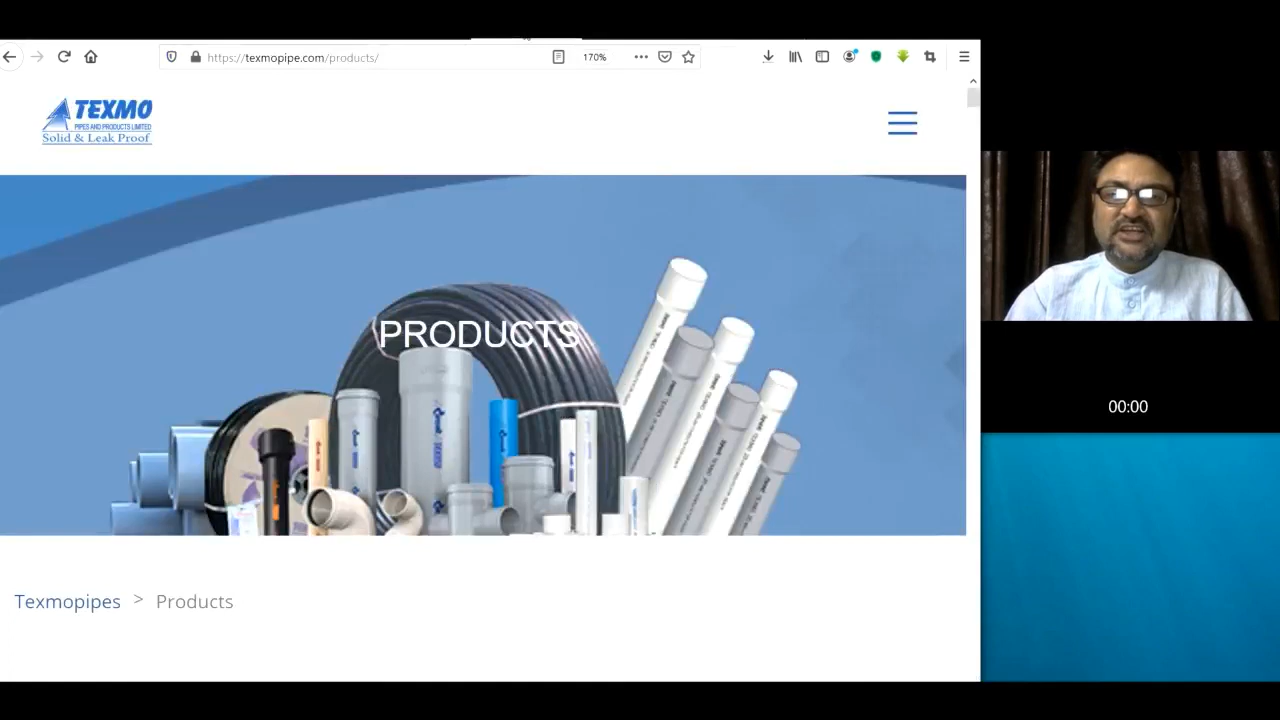 https://texmopipe.com/products/
170%
TEXMO
PIPES AND PRODUCTS LIMITED
Solid & Leak Proof
PRODUCTS
00:00
Texmopipes > Products